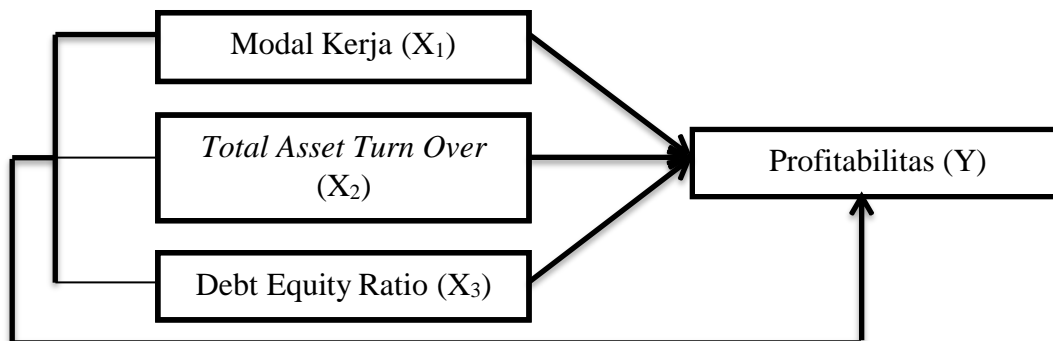 Modal Kerja (X₁)
Total Asset Turn Over
(X₂)
Profitabilitas (Y)
Debt Equity Ratio (X₃)